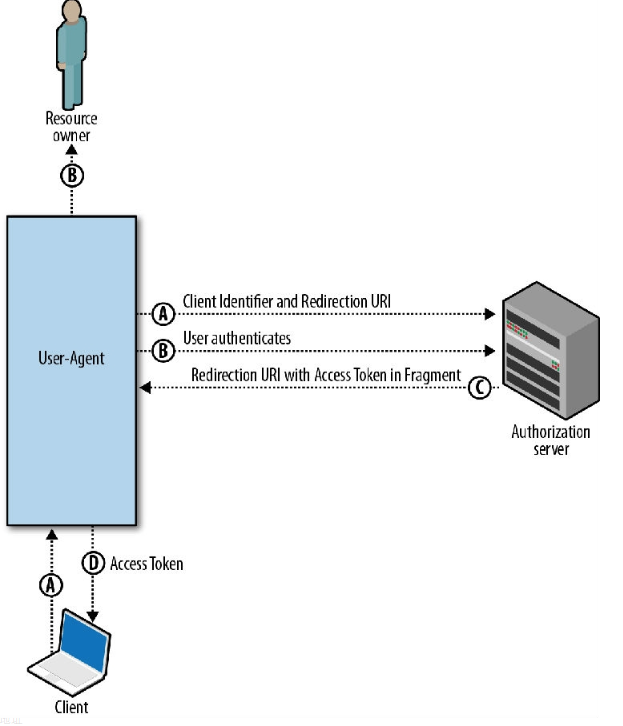 Resource
owner
B
A
Client Identifier and Redirection URI
User-Agent
B
User authenticates
Redirection URI with Access Token in Fragment
C
Authorization
server
D
Access Token
A
Client